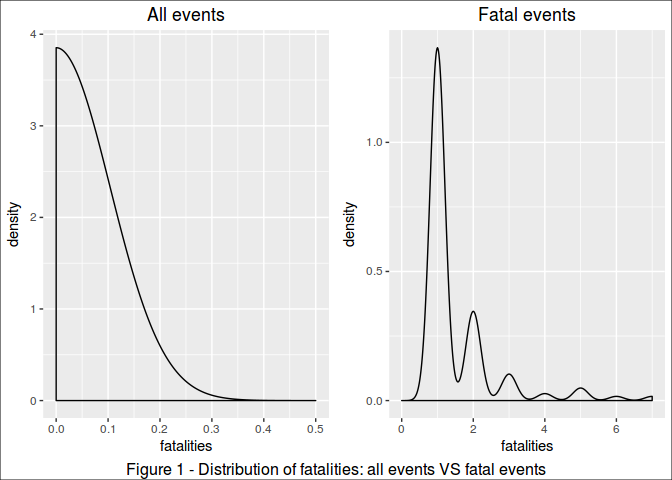 All events
4
3
2
1
0
density
0.0 0.1 0.2 0.3 0.4 0.5
fatalities
Fatal events
1.0
0.5
0.0
density
0 2 4 6
fatalities
Figure 1 - Distribution of fatalities: all events VS fatal events